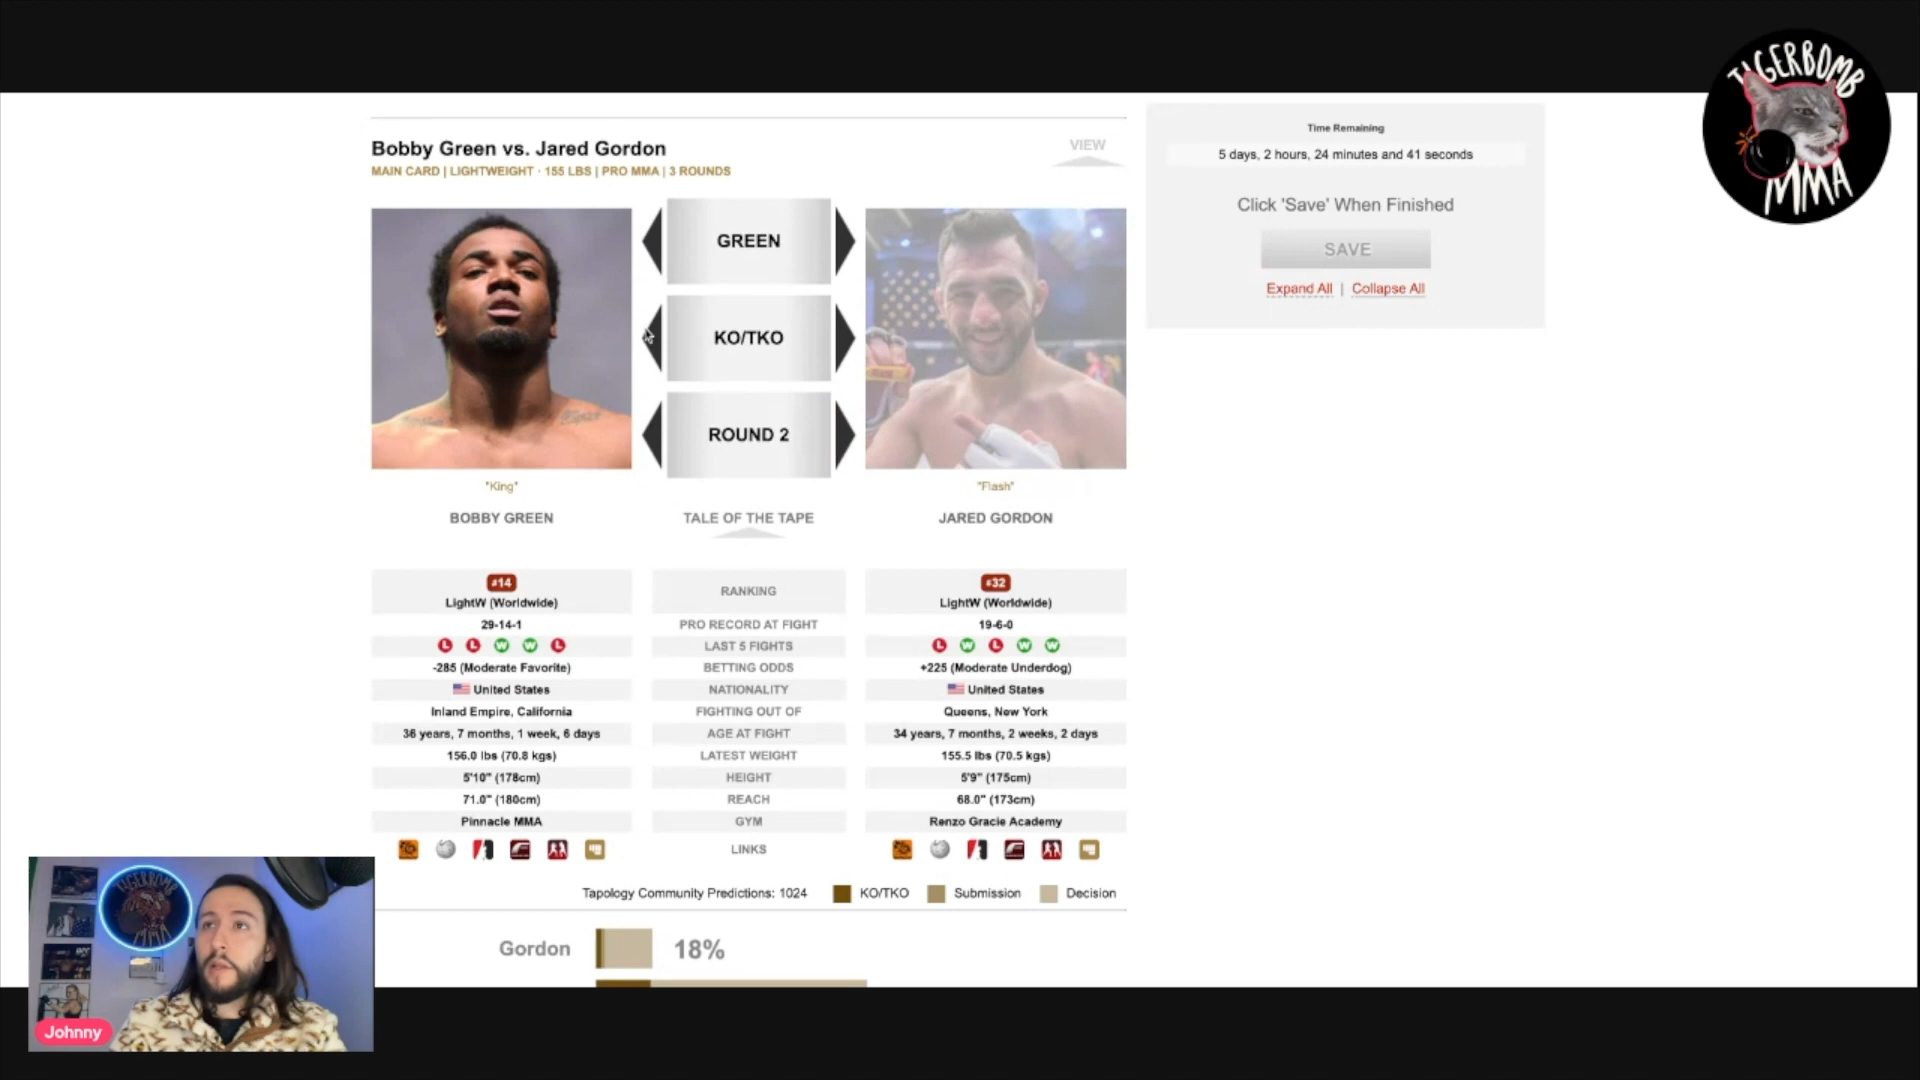 TIGERBOMB
MMA
Bobby Green vs. Jared Gordon
MAIN CARD | LIGHTWEIGHT · 155 LBS | PRO MMA | 3 ROUNDS
VIEW
Time Remaining
5 days, 2 hours, 24 minutes and 41 seconds
Click 'Save' When Finished
SAVE
Expand All | Collapse All
GREEN
KO/TKO
ROUND 2
"King"
"Flash"
BOBBY GREEN
TALE OF THE TAPE
JARED GORDON
#14
LightW (Worldwide)
RANKING
#32
LightW (Worldwide)
29-14-1
PRO RECORD AT FIGHT
19-6-0
L L W W L
LAST 5 FIGHTS
L W L W W
-285 (Moderate Favorite)
BETTING ODDS
+225 (Moderate Underdog)
United States
NATIONALITY
United States
Inland Empire, California
FIGHTING OUT OF
Queens, New York
36 years, 7 months, 1 week, 6 days
AGE AT FIGHT
34 years, 7 months, 2 weeks, 2 days
156.0 lbs (70.8 kgs)
LATEST WEIGHT
155.5 lbs (70.5 kgs)
5'10" (178cm)
HEIGHT
5'9" (175cm)
71.0" (180cm)
REACH
68.0" (173cm)
Pinnacle MMA
GYM
Renzo Gracie Academy
LINKS
Tapology Community Predictions: 1024
KO/TKO
Submission
Decision
Gordon
18%
TIGERBOMB
MMA
Johnny